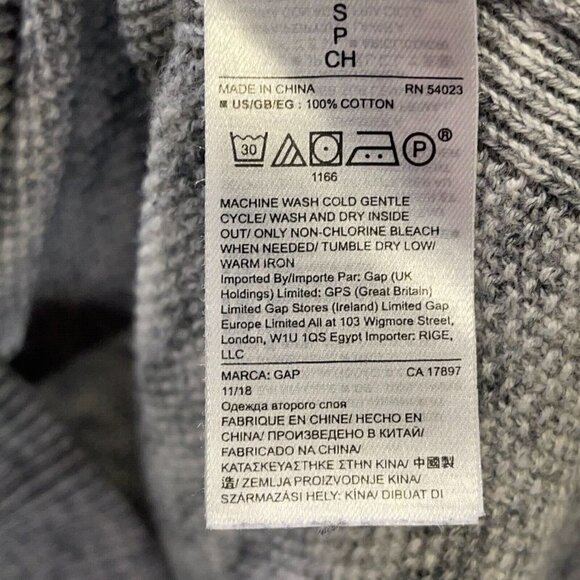 S
P
CH
MADE IN CHINA RN 54023
US/GB/EG : 100% COTTON
30 P ®
1166
MACHINE WASH COLD GENTLE
CYCLE/ WASH AND DRY INSIDE
OUT/ ONLY NON-CHLORINE BLEACH
WHEN NEEDED/ TUMBLE DRY LOW/
WARM IRON
Imported By/Importe Par: Gap (UK
Holdings) Limited: GPS (Great Britain)
Limited Gap Stores (Ireland) Limited Gap
Europe Limited All at 103 Wigmore Street,
London, W1U 1QS Egypt Importer: RIGE,
LLC
MARCA: GAP CA 17897
11/18
Одежда второго слоя
FABRIQUE EN CHINE/ HECHO EN
CHINA/ ПРОИЗВЕДЕНО В КИТАЙ/
FABRICADO NA CHINA/
ΚΑΤΑΣΚΕΥΑΣΤΗΚΕ ΣΤΗΝ ΚΙΝΑ/ 中國製
造/ ZEMLJA PROIZVODNJE KINA/
SZÁRMAZÁSI HELY: KÍNA/ DIBUAT DI